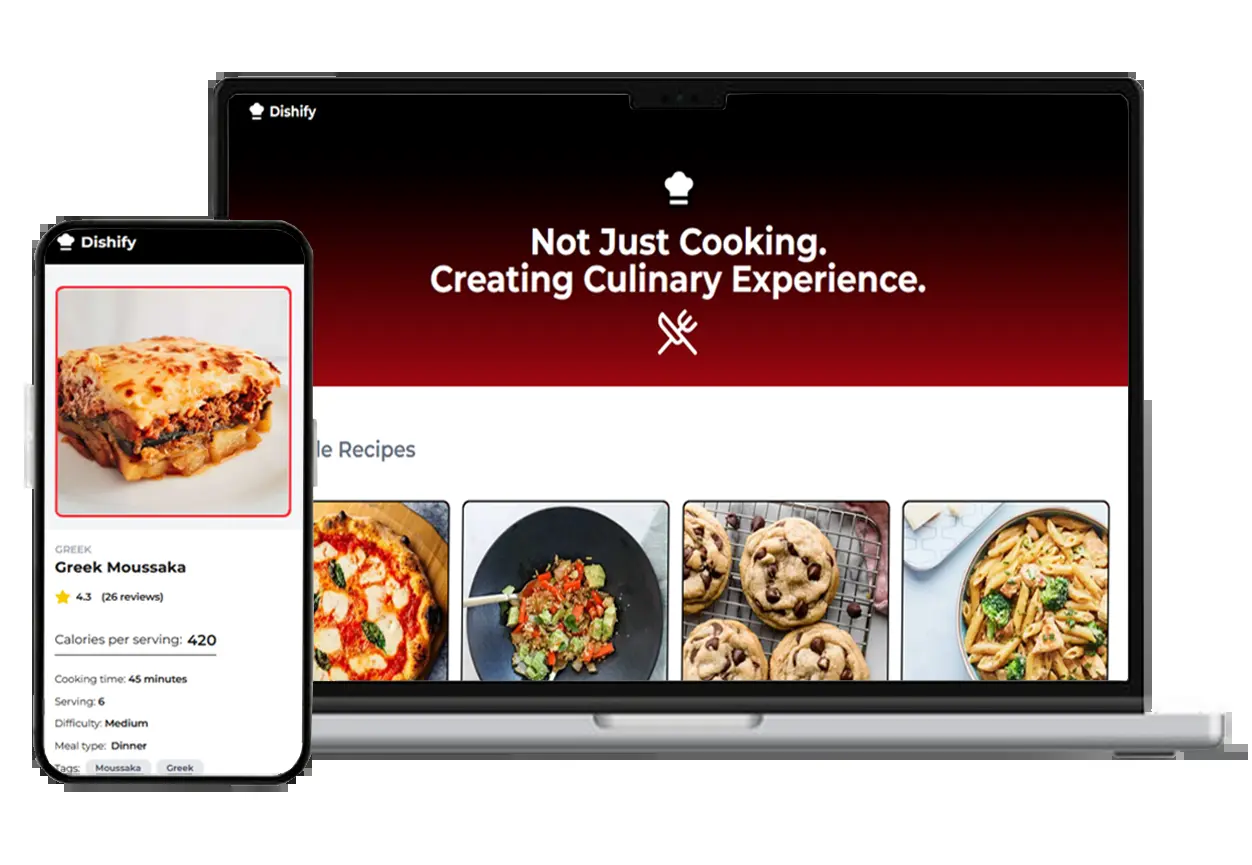 Dishify
Not Just Cooking.
Creating Culinary Experience.
le Recipes
Dishify
GREEK
Greek Moussaka
4.3 (26 reviews)
Calories per serving: 420
Cooking time: 45 minutes
Serving: 6
Difficulty: Medium
Meal type: Dinner
Tags: Moussaka Greek